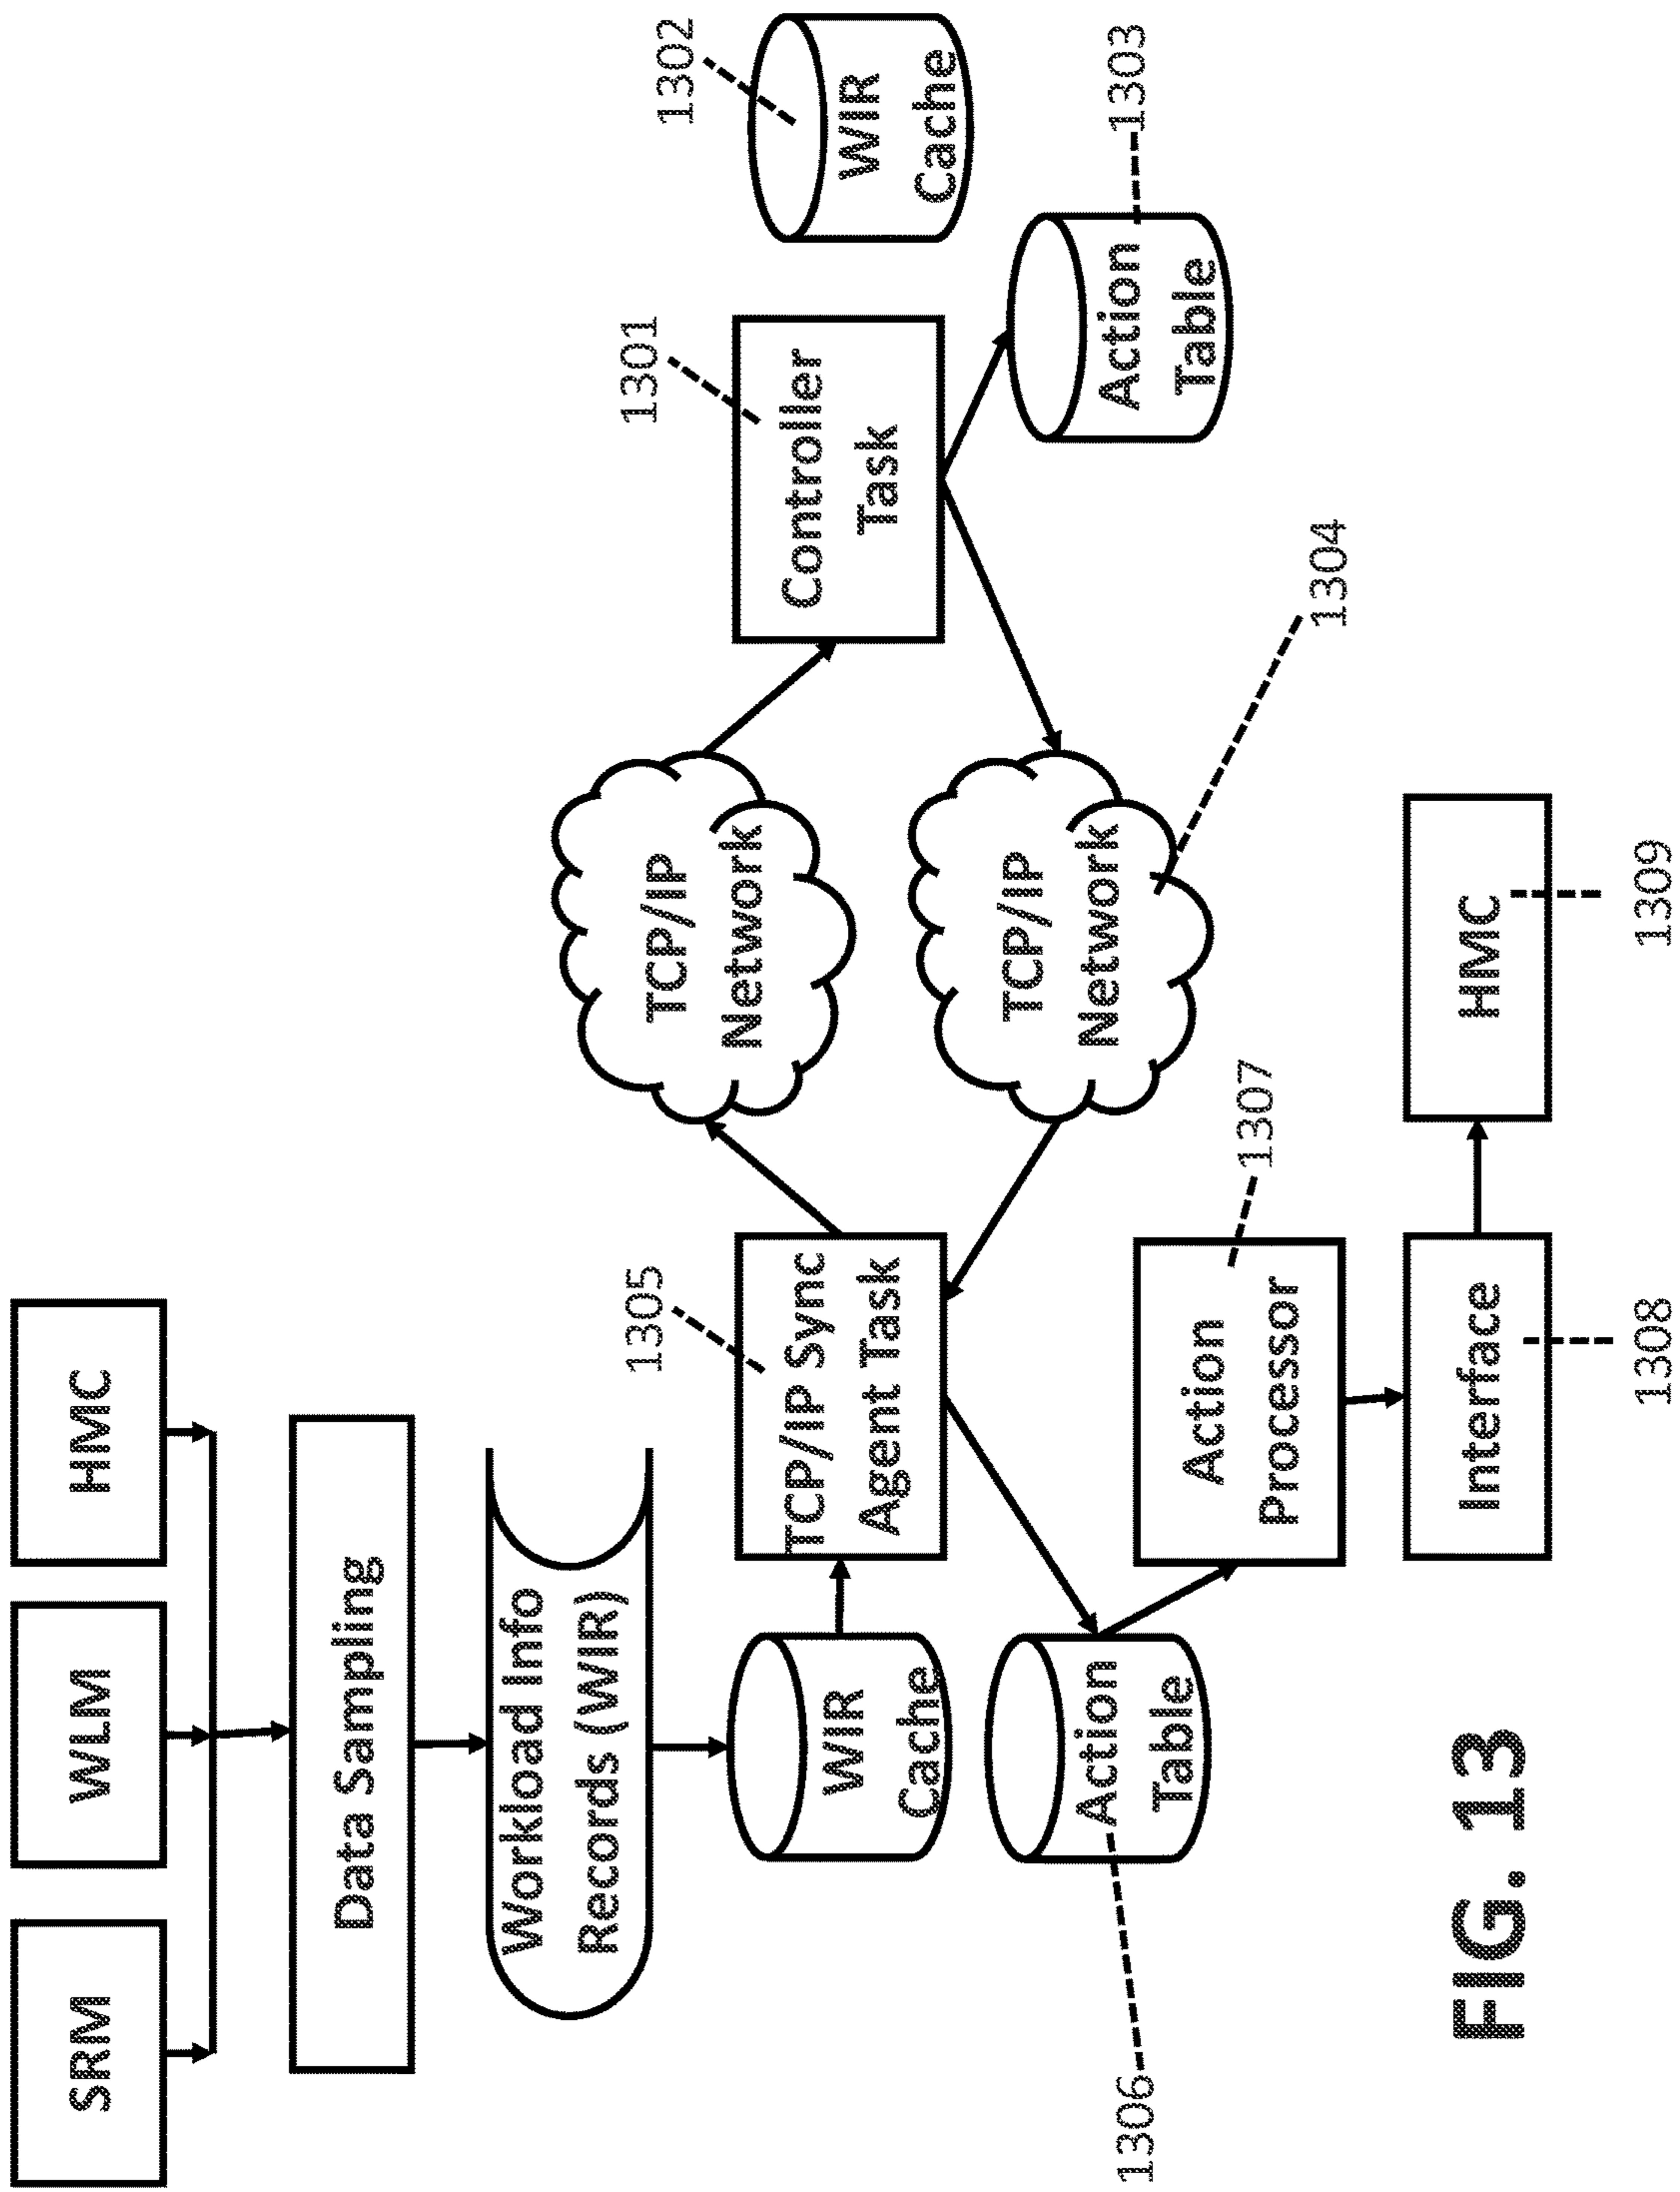 SRM
WLM
HMC
Data Sampling
Workload Info
Records (WIR)
WIR
Cache
1305
TCP/IP Sync
Agent Task
TCP/IP
Network
1301
Controller
Task
1302
WIR
Cache
1306
Action
Table
1307
Action
Processor
TCP/IP
Network
1304
Action
Table
1303
Interface
1308
HMC
1309
FIG. 13